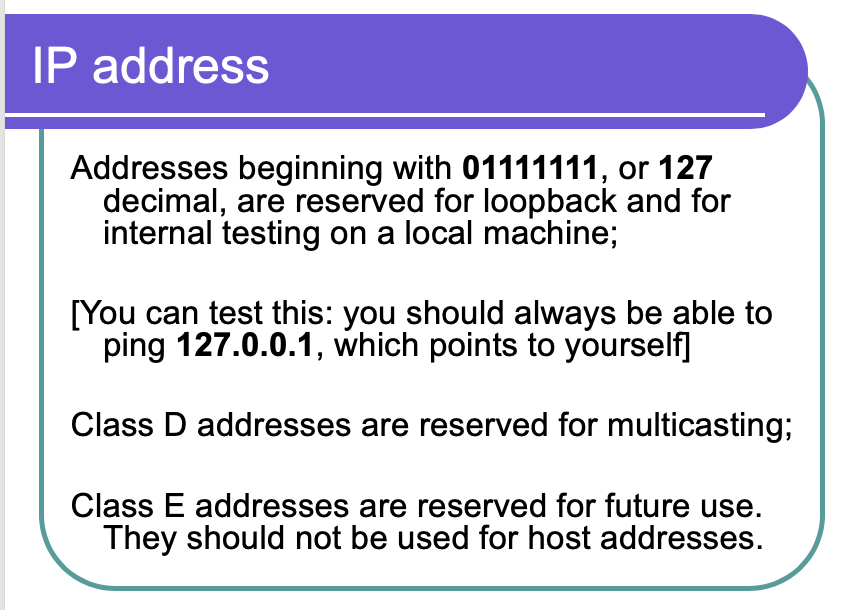 IP address
Addresses beginning with 01111111, or 127
decimal, are reserved for loopback and for
internal testing on a local machine;
[You can test this: you should always be able to
ping 127.0.0.1, which points to yourself]
Class D addresses are reserved for multicasting;
Class E addresses are reserved for future use.
They should not be used for host addresses.